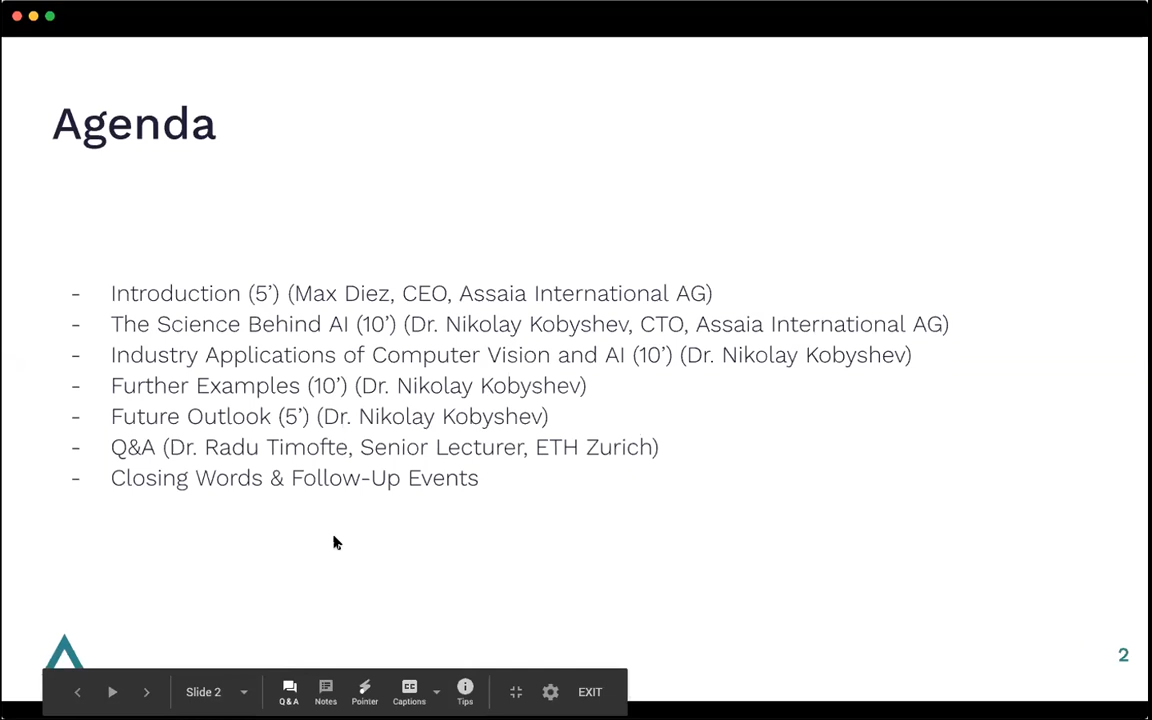 Agenda
- Introduction (5’) (Max Diez, CEO, Assaia International AG)
- The Science Behind AI (10’) (Dr. Nikolay Kobyshev, CTO, Assaia International AG)
- Industry Applications of Computer Vision and AI (10’) (Dr. Nikolay Kobyshev)
- Further Examples (10’) (Dr. Nikolay Kobyshev)
- Future Outlook (5’) (Dr. Nikolay Kobyshev)
- Q&A (Dr. Radu Timofte, Senior Lecturer, ETH Zurich)
- Closing Words & Follow-Up Events
2
Slide 2
Q&A
Notes
Pointer
Captions
Tips
EXIT